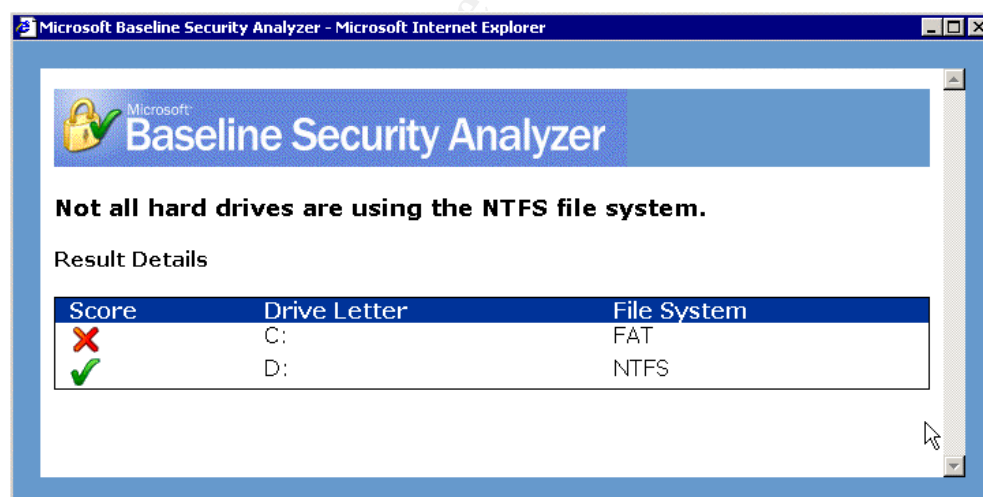 Microsoft Baseline Security Analyzer - Microsoft Internet Explorer
Microsoft
Baseline Security Analyzer
Not all hard drives are using the NTFS file system.
Result Details
Score Drive Letter File System
C: FAT
D: NTFS